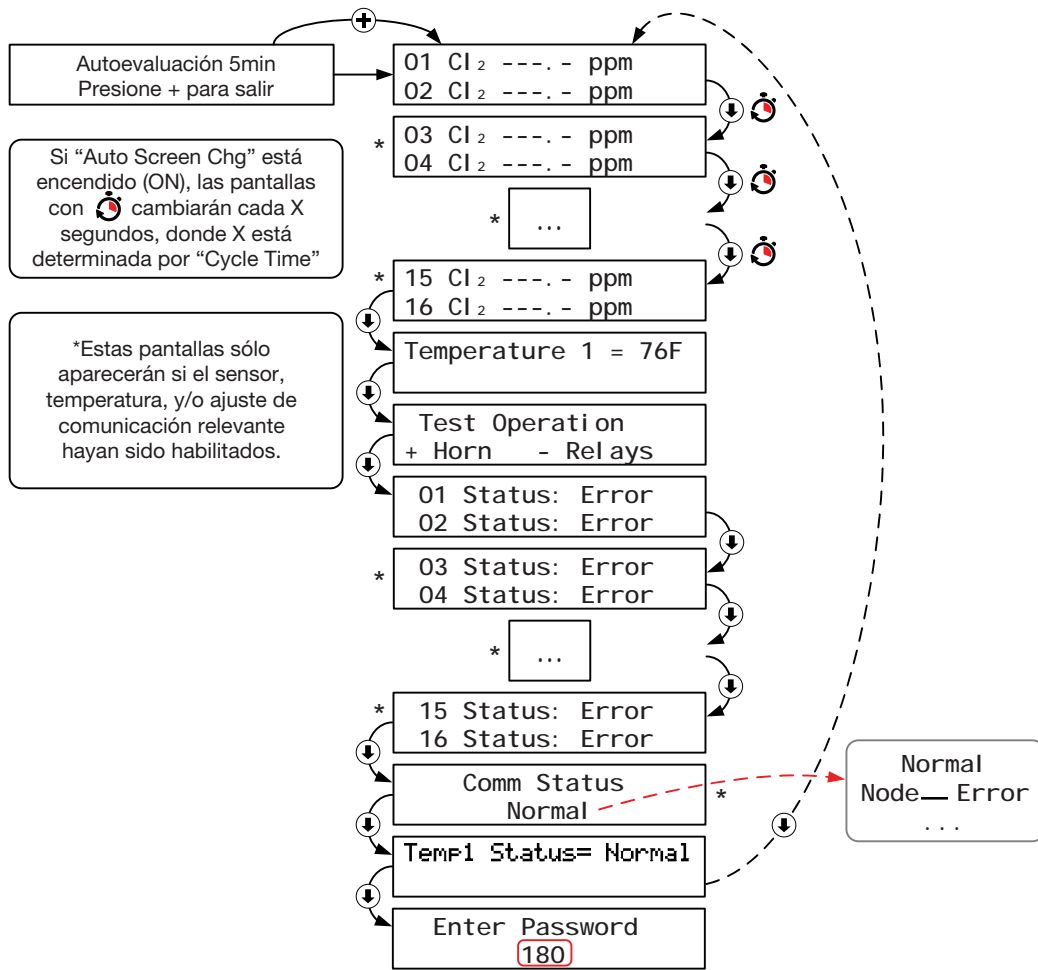 Autoevaluación 5min
Presione + para salir
Si “Auto Screen Chg” está
encendido (ON), las pantallas
con cambiarán cada X
segundos, donde X está
determinada por “Cycle Time”
*Estas pantallas sólo
aparecerán si el sensor,
temperatura, y/o ajuste de
comunicación relevante
hayan sido habilitados.
+
01 Cl₂ ---.- ppm
02 Cl₂ ---.- ppm
*
03 Cl₂ ---.- ppm
04 Cl₂ ---.- ppm
*
...
*
15 Cl₂ ---.- ppm
16 Cl₂ ---.- ppm
Temperature 1 = 76F
Test Operation
+ Horn - Relays
01 Status: Error
02 Status: Error
*
03 Status: Error
04 Status: Error
*
...
*
15 Status: Error
16 Status: Error
Comm Status
Normal
*
Normal
Node__ Error
...
Temp1 Status= Normal
Enter Password
180